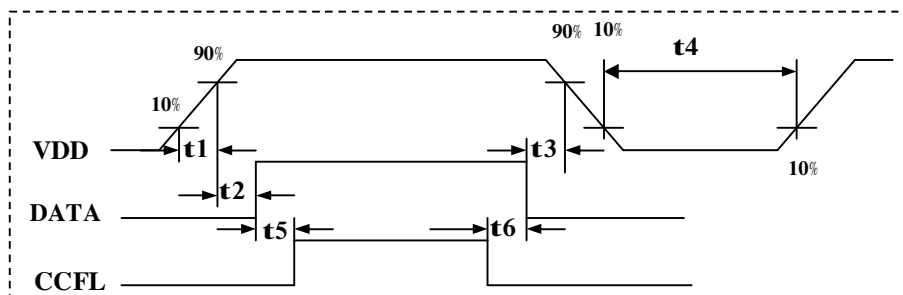 90% 90% 10% t4
10%
VDD t1 t3 10%
t2
DATA
t5 t6
CCFL